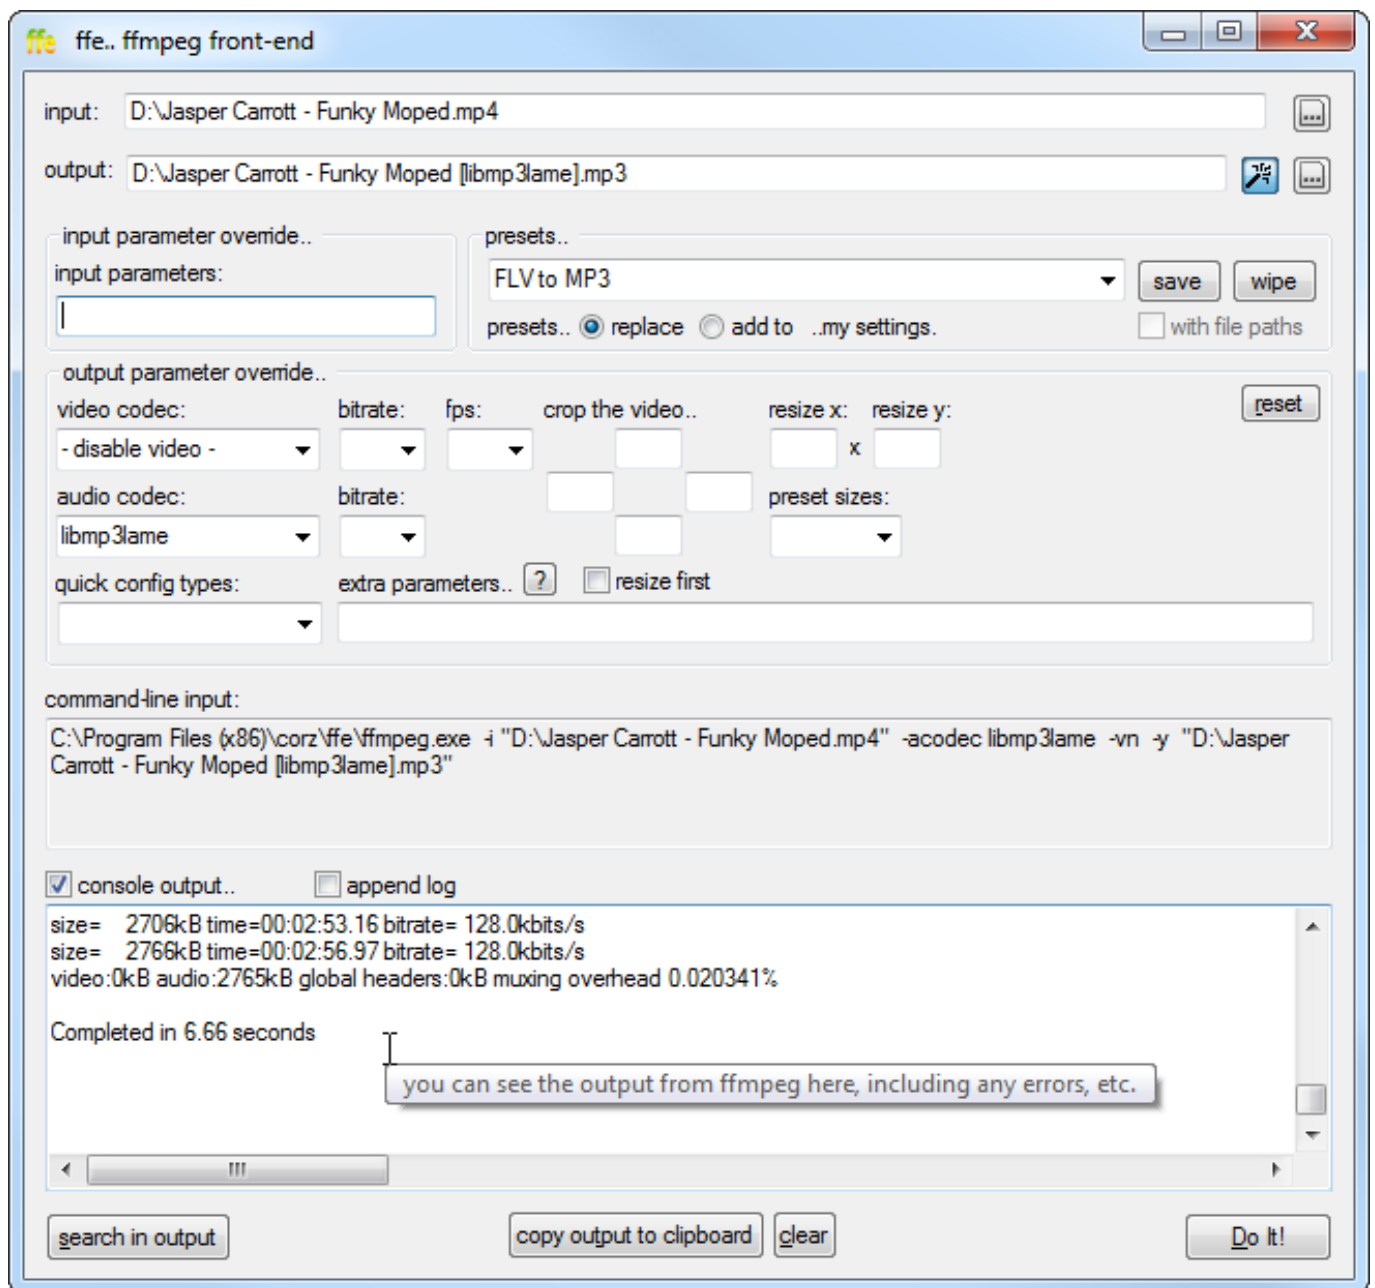 ffe ffe.. ffmpeg front-end
input: D:\Jasper Carrott - Funky Moped.mp4 ...
output: D:\Jasper Carrott - Funky Moped [libmp3lame].mp3 ...
input parameter override.. presets..
input parameters: FLV to MP3 save wipe
presets.. replace add to ..my settings. with file paths
output parameter override..
video codec: bitrate: fps: crop the video.. resize x: resize y: reset
- disable video - x
audio codec: bitrate: preset sizes:
libmp3lame
quick config types: extra parameters.. ? resize first
command-line input:
C:\Program Files (x86)\corz\ffe\ffmpeg.exe -i "D:\Jasper Carrott - Funky Moped.mp4" -acodec libmp3lame -vn -y "D:\Jasper
Carrott - Funky Moped [libmp3lame].mp3"
console output.. append log
size= 2706kB time=00:02:53.16 bitrate= 128.0kbits/s
size= 2766kB time=00:02:56.97 bitrate= 128.0kbits/s
video:0kB audio:2765kB global headers:0kB muxing overhead 0.020341%
Completed in 6.66 seconds
you can see the output from ffmpeg here, including any errors, etc.
search in output copy output to clipboard clear Do It!